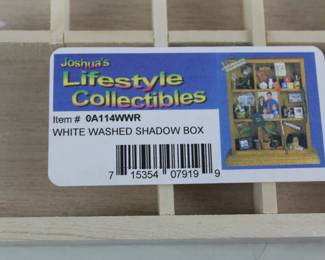 Joshua's
Lifestyle
Collectibles
Item # 0A114WWR
WHITE WASHED SHADOW BOX
7 15354 07919 9